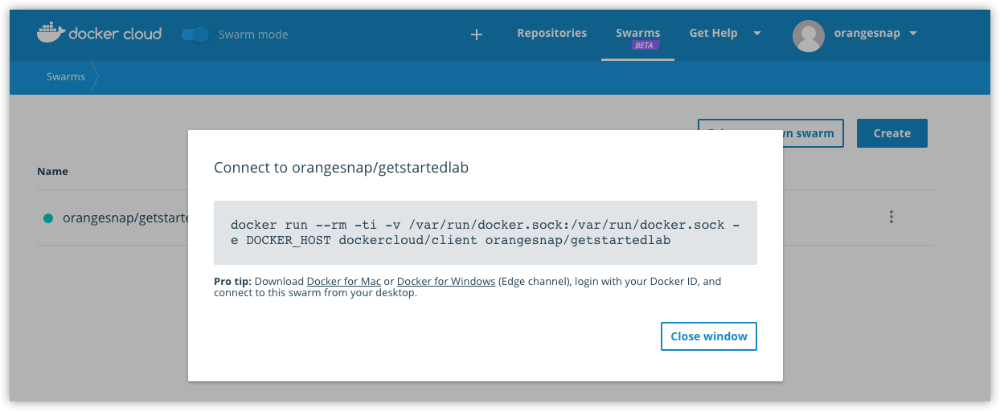 docker cloud
Swarm mode
+
Repositories
Swarms
BETA
Get Help
orangesnap
Swarms
wn swarm
Create
Name
orangesnap/getstarte
Connect to orangesnap/getstartedlab
docker run --rm -ti -v /var/run/docker.sock:/var/run/docker.sock -
e DOCKER_HOST dockercloud/client orangesnap/getstartedlab
Pro tip: Download Docker for Mac or Docker for Windows (Edge channel), login with your Docker ID, and
connect to this swarm from your desktop.
Close window